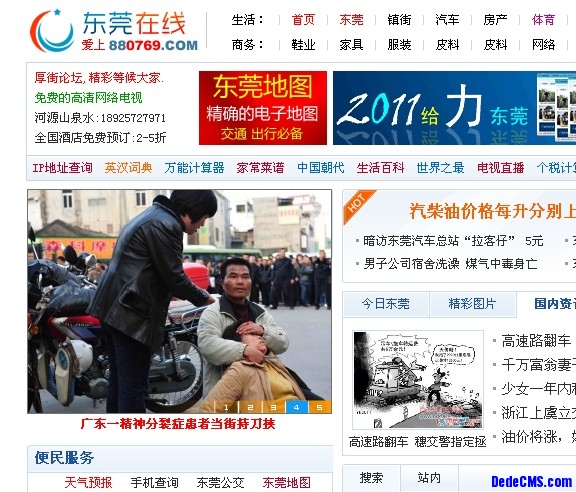 东莞在线
爱上 880769.COM
生活： 首页 东莞 镇街 汽车 房产 体育
商务： 鞋业 家具 服装 皮料 皮料 网络
厚街论坛,精彩等候大家.
免费的高清网络电视
河源山泉水:18925727971
全国酒店免费预订:2-5折
东莞地图
精确的电子地图
交通 出行必备
2011给 力 东莞
IP地址查询 英汉词典 万能计算器 家常菜谱 中国朝代 生活百科 世界之最 电视直播 个税计
HOT
汽柴油价格每升分别上
暗访东莞汽车总站“拉客仔” 5元
男子公司宿舍洗澡 煤气中毒身亡
1 2 3 4 5
广东一精神分裂症患者当街持刀挟
今日东莞 精彩图片 国内资讯
高速路翻车 穗交警指定拯
高速路翻车
千万富翁妻子
少女一年内
浙江上虞立交
油价将涨，
便民服务
天气预报 手机查询 东莞公交 东莞地图
搜索 站内
DedeCMS.com